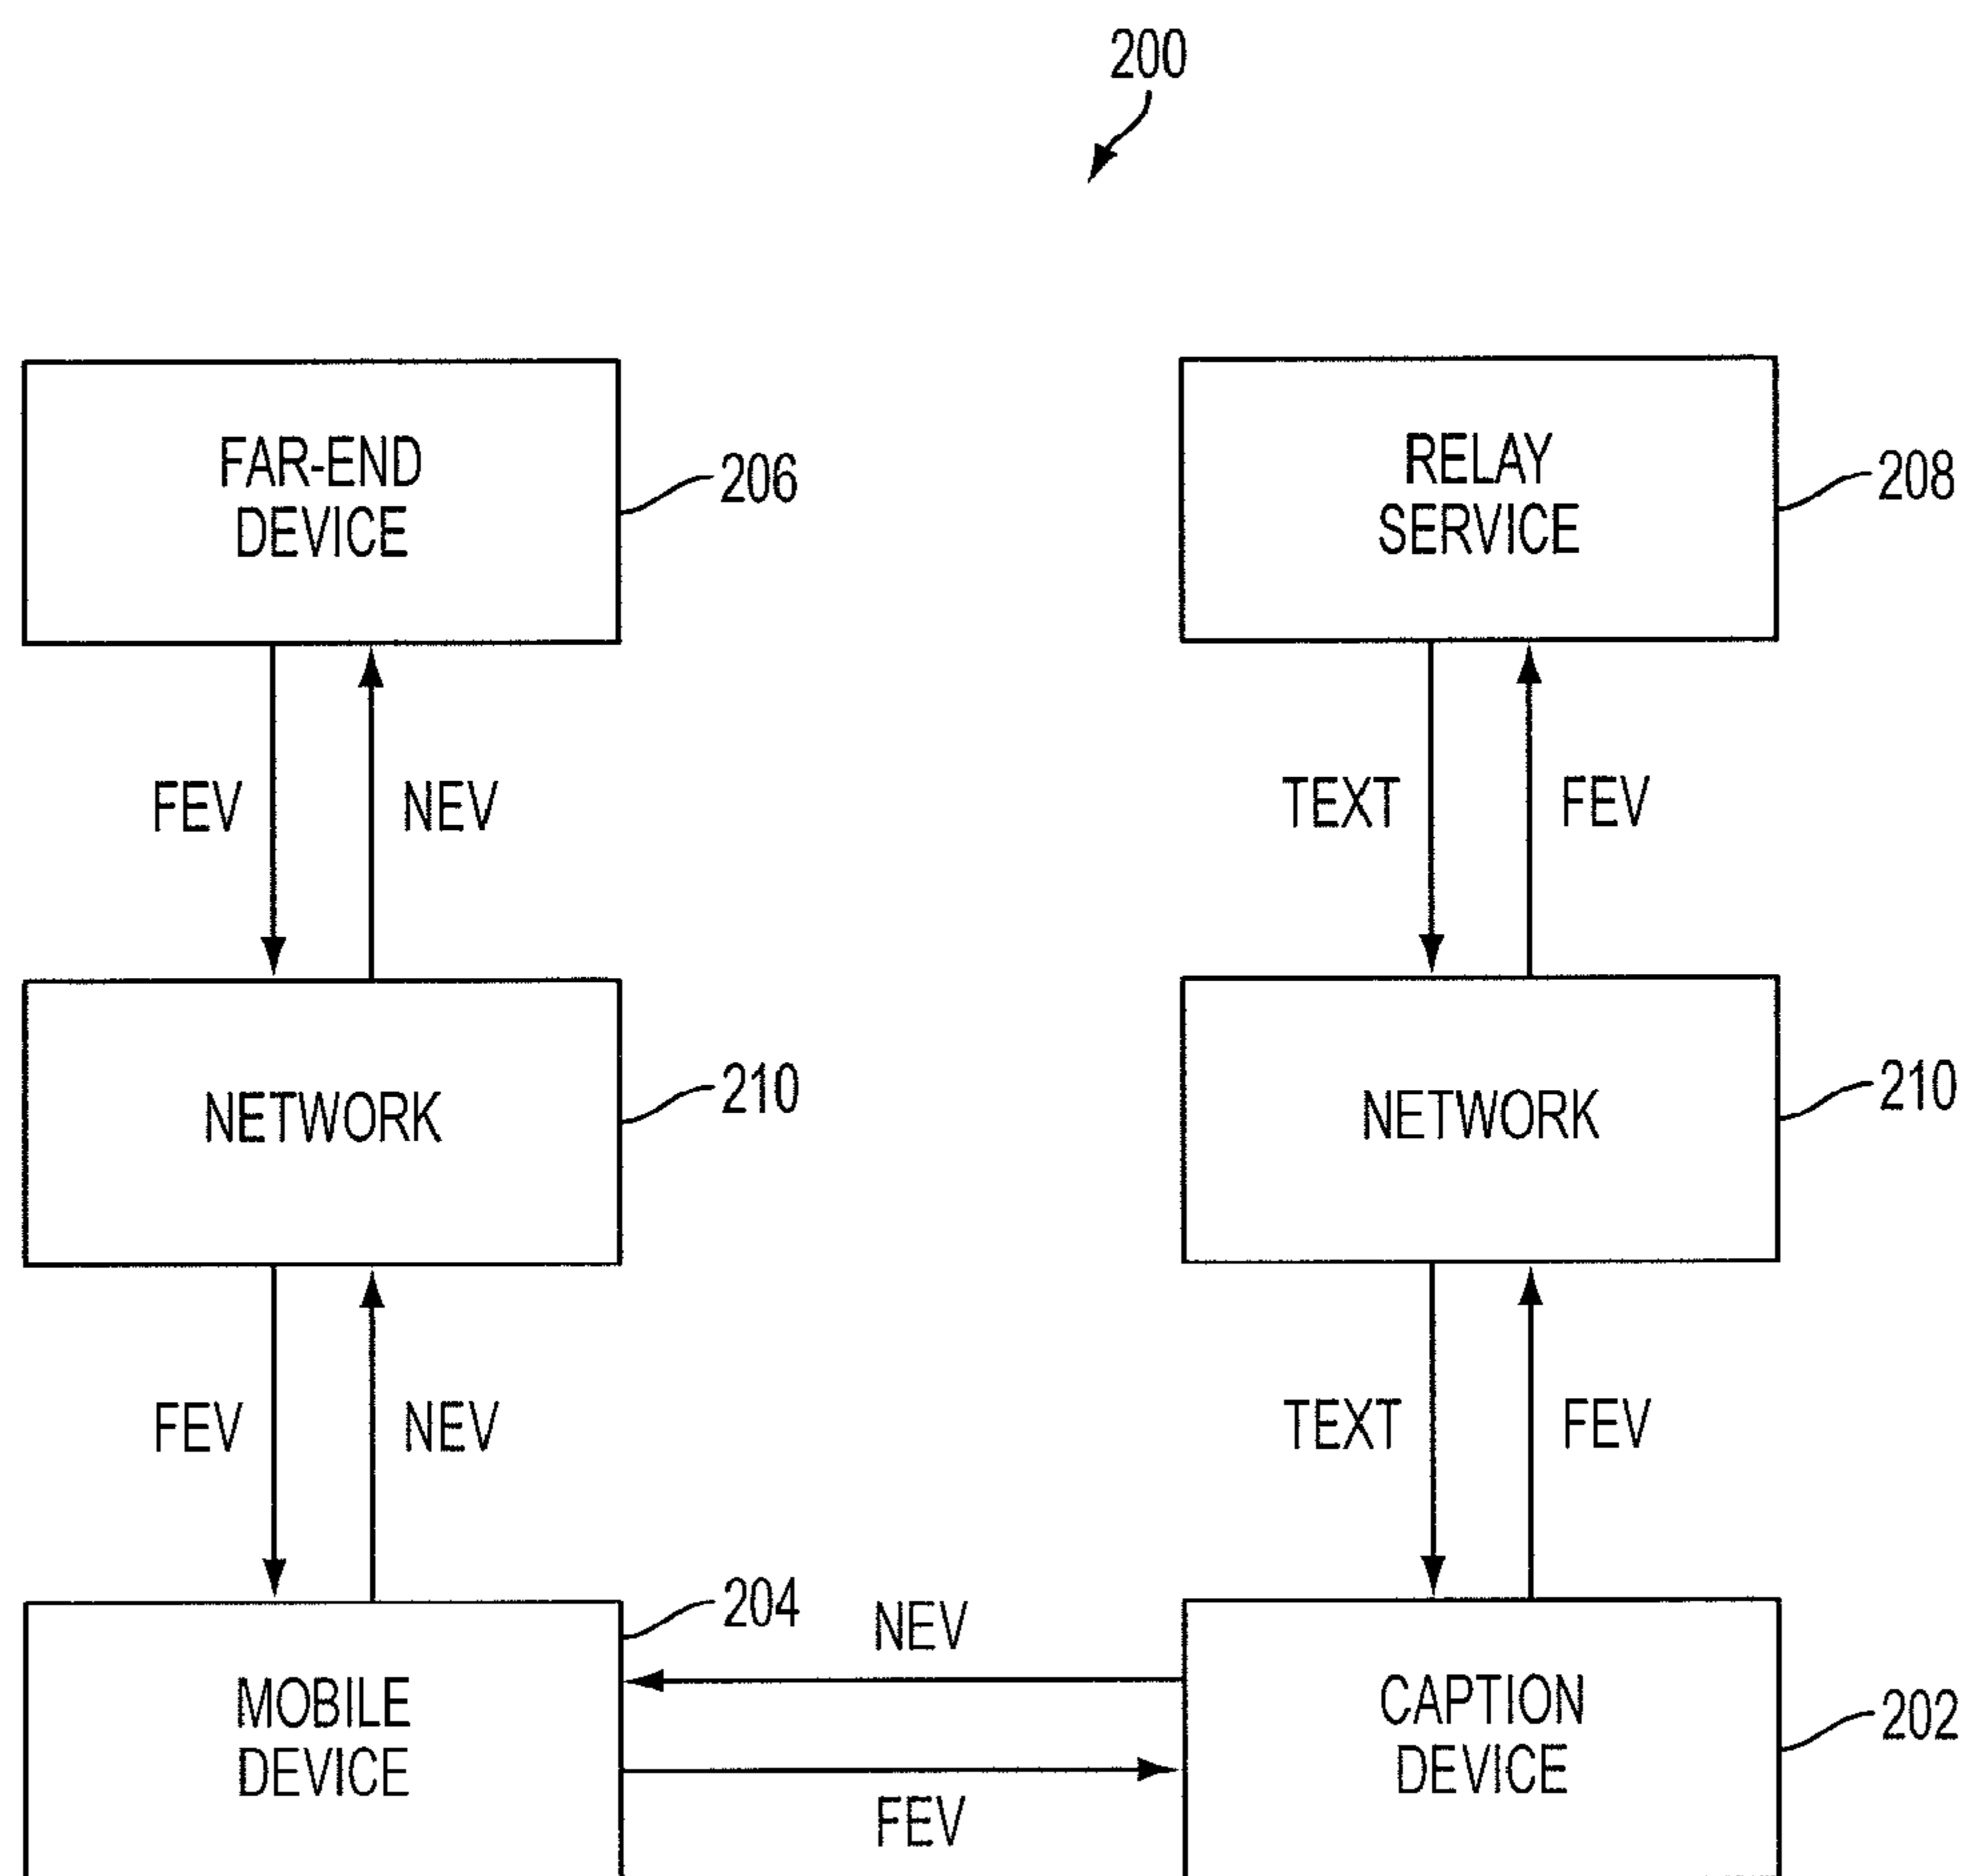 200
FAR-END
DEVICE
206
RELAY
SERVICE
208
FEV
NEV
TEXT
FEV
NETWORK
210
NETWORK
210
FEV
NEV
TEXT
FEV
204
NEV
MOBILE
DEVICE
CAPTION
DEVICE
202
FEV